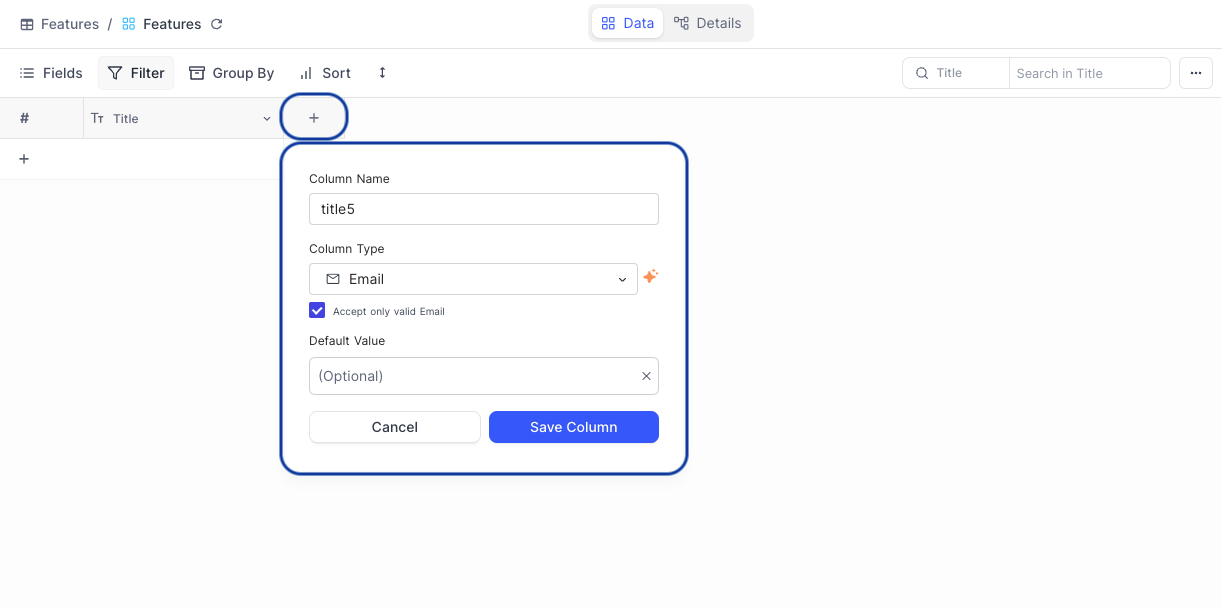 Features / Features
Data Details
Fields Filter Group By Sort
Title Search in Title
# Title
Column Name
title5
Column Type
Email
Accept only valid Email
Default Value
(Optional)
Cancel Save Column